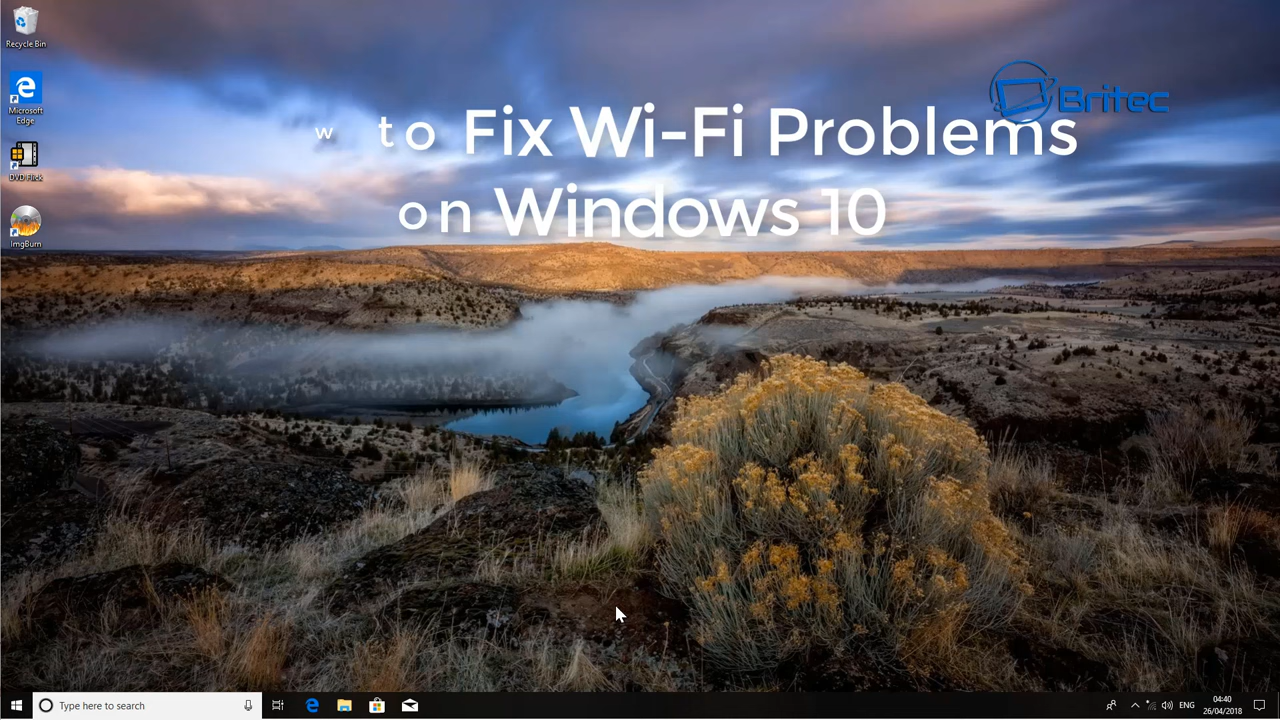 Recycle Bin
Britec
Microsoft
Edge
w to Fix Wi-Fi Problems
DVD Flick
on Windows 10
ImgBurn
Type here to search
ENG
04:40
26/04/2018